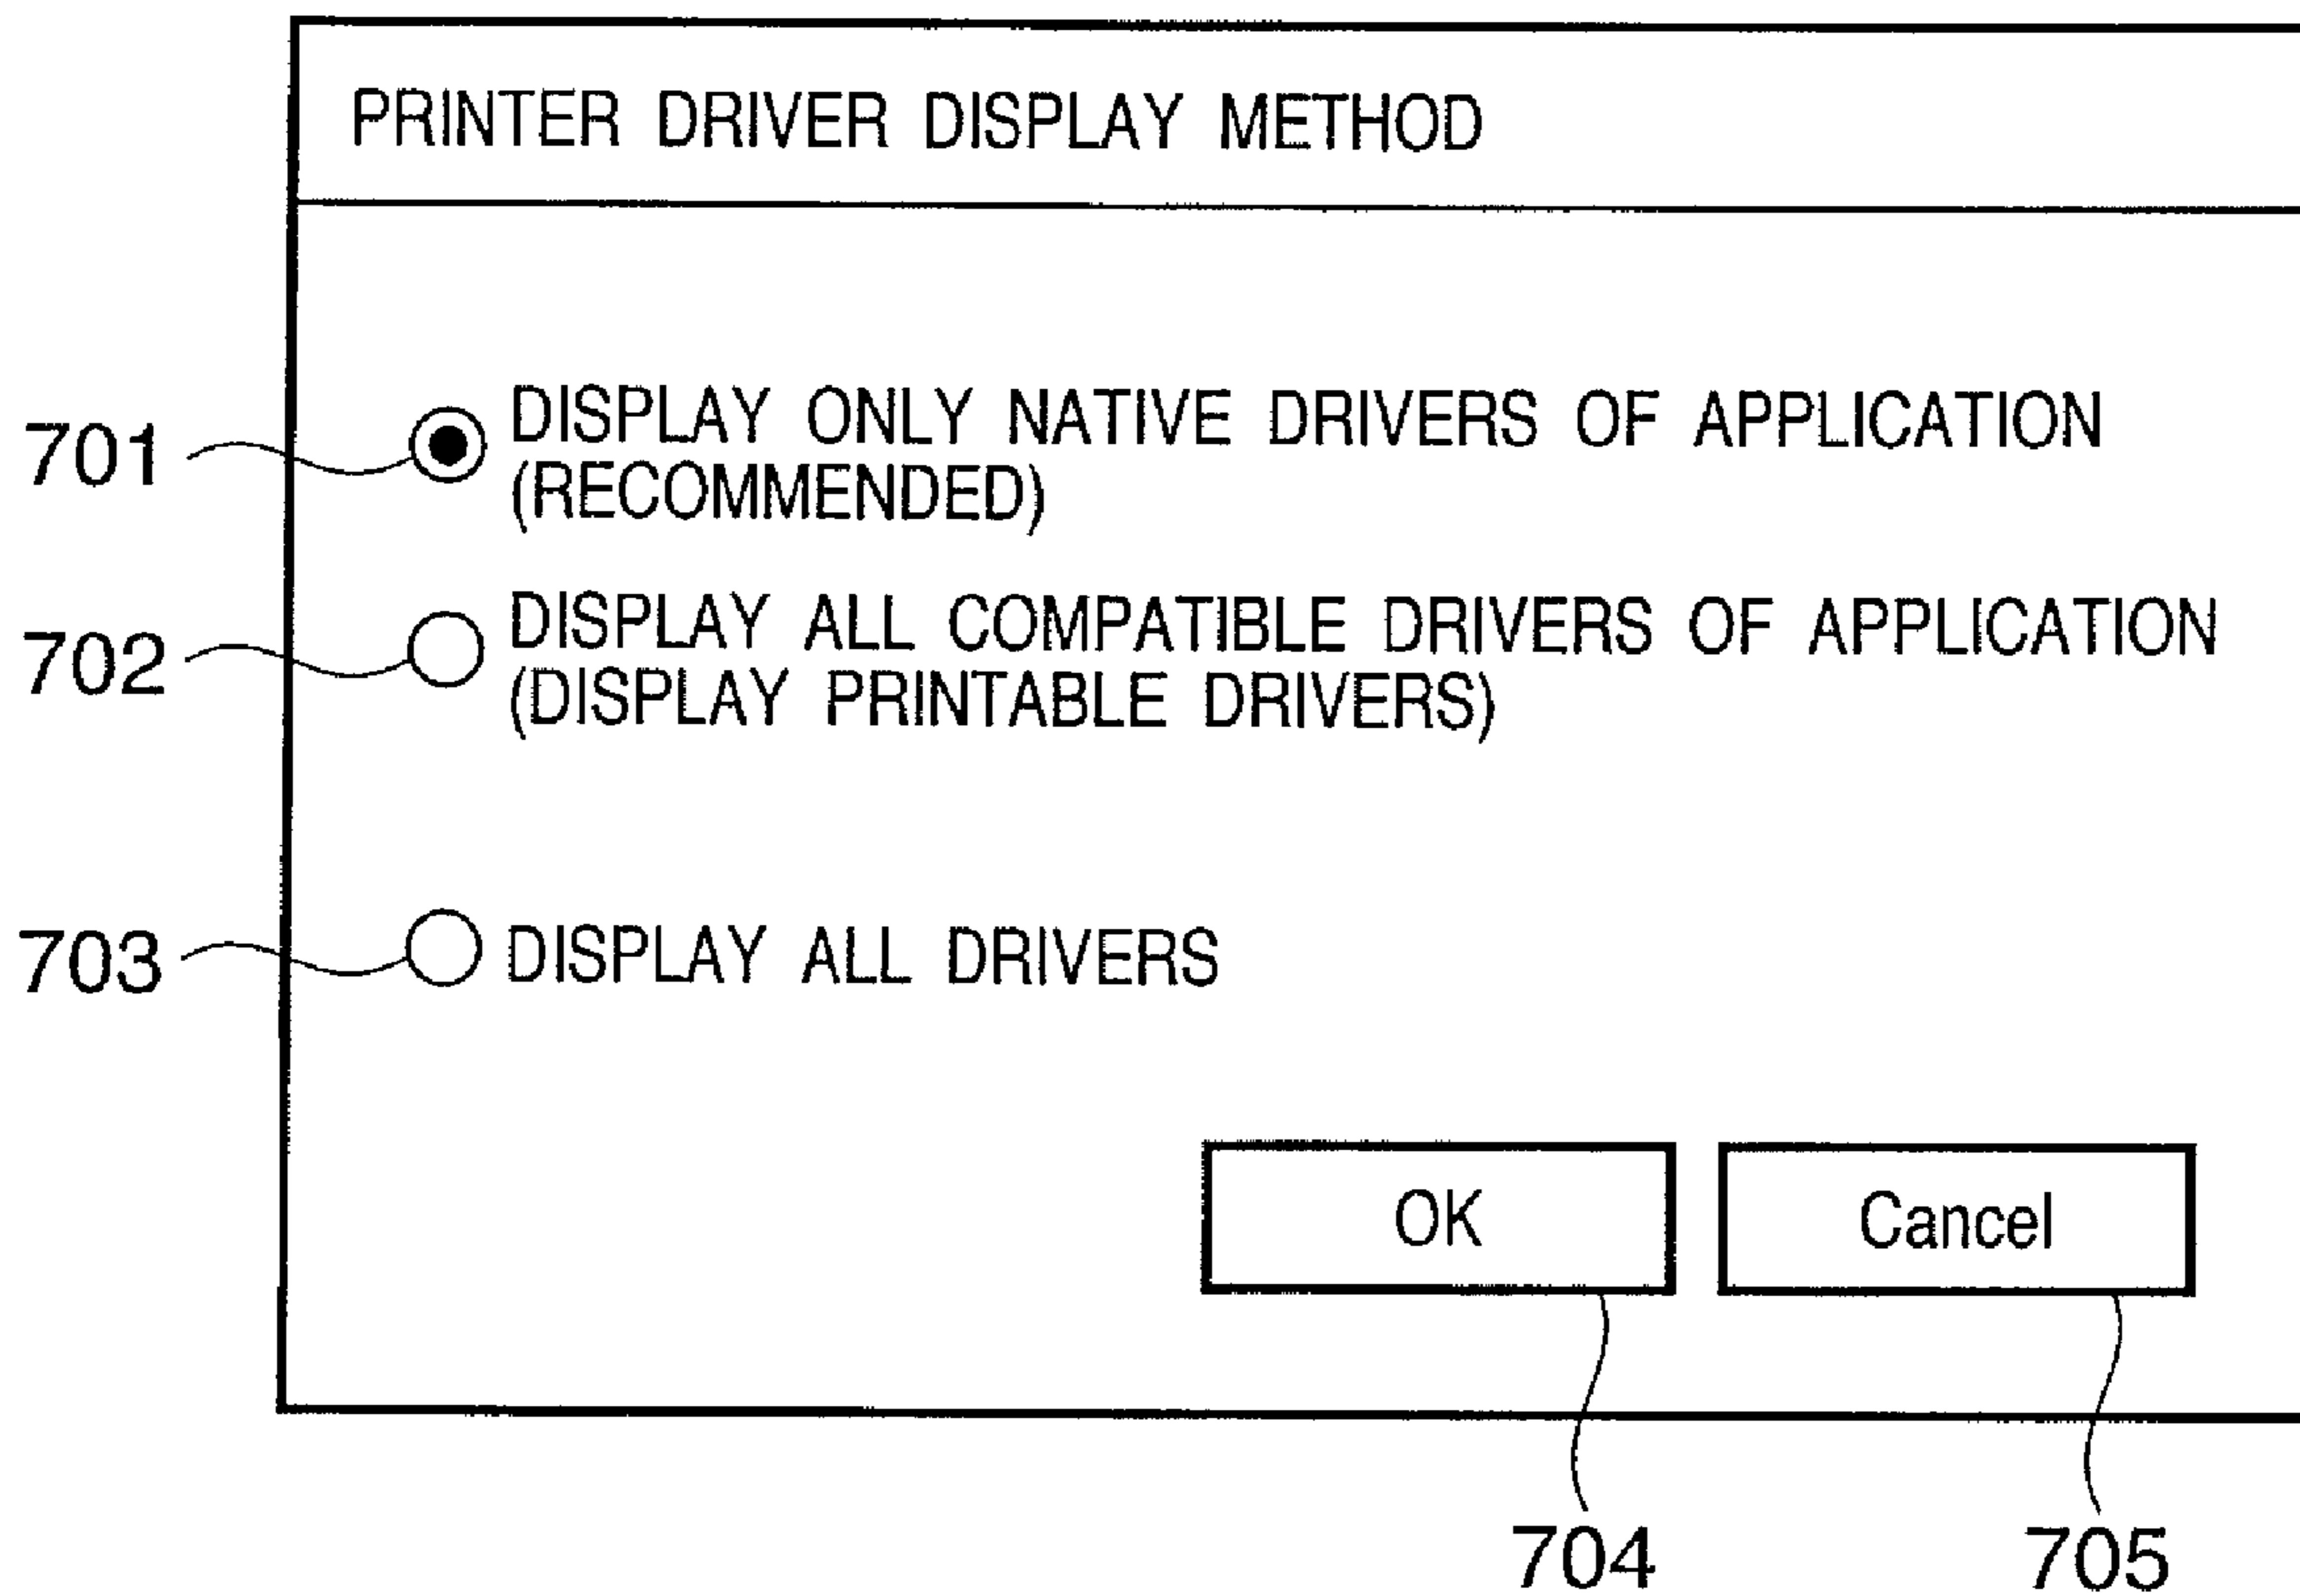 PRINTER DRIVER DISPLAY METHOD
701 DISPLAY ONLY NATIVE DRIVERS OF APPLICATION
(RECOMMENDED)
702 DISPLAY ALL COMPATIBLE DRIVERS OF APPLICATION
(DISPLAY PRINTABLE DRIVERS)
703 DISPLAY ALL DRIVERS
OK Cancel
704 705